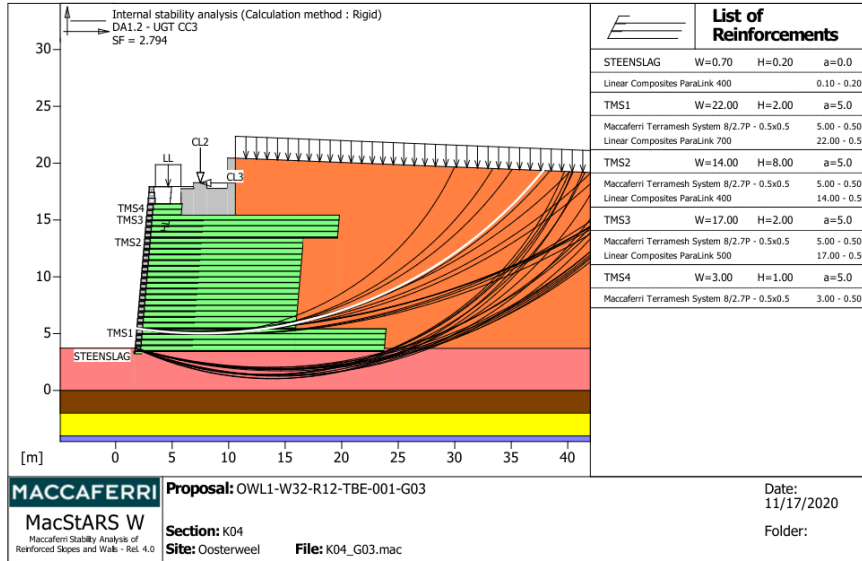 Internal stability analysis (Calculation method : Rigid)
DA1.2 - UGT CC3
SF = 2.794
30
25
20
15
10
5
0
LL
CL2
CL3
TMS4
TMS3
TMS2
TMS1
STEENSLAG
[m] 0 5 10 15 20 25 30 35 40
List of
Reinforcements
STEENSLAG W=0.70 H=0.20 a=0.0
Linear Composites ParaLink 400 0.10 - 0.20
TMS1 W=22.00 H=2.00 a=5.0
Maccaferri Terramesh System 8/2.7P - 0.5x0.5 5.00 - 0.50
Linear Composites ParaLink 700 22.00 - 0.5
TMS2 W=14.00 H=8.00 a=5.0
Maccaferri Terramesh System 8/2.7P - 0.5x0.5 5.00 - 0.50
Linear Composites ParaLink 400 14.00 - 0.5
TMS3 W=17.00 H=2.00 a=5.0
Maccaferri Terramesh System 8/2.7P - 0.5x0.5 5.00 - 0.50
Linear Composites ParaLink 500 17.00 - 0.5
TMS4 W=3.00 H=1.00 a=5.0
Maccaferri Terramesh System 8/2.7P - 0.5x0.5 3.00 - 0.50
MACCAFERRI
MacStARS W
Maccaferri Stability Analysis of
Reinforced Slopes and Walls - Rel. 4.0
Proposal: OWL1-W32-R12-TBE-001-G03
Section: K04
Site: Oosterweel File: K04_G03.mac
Date:
11/17/2020
Folder: